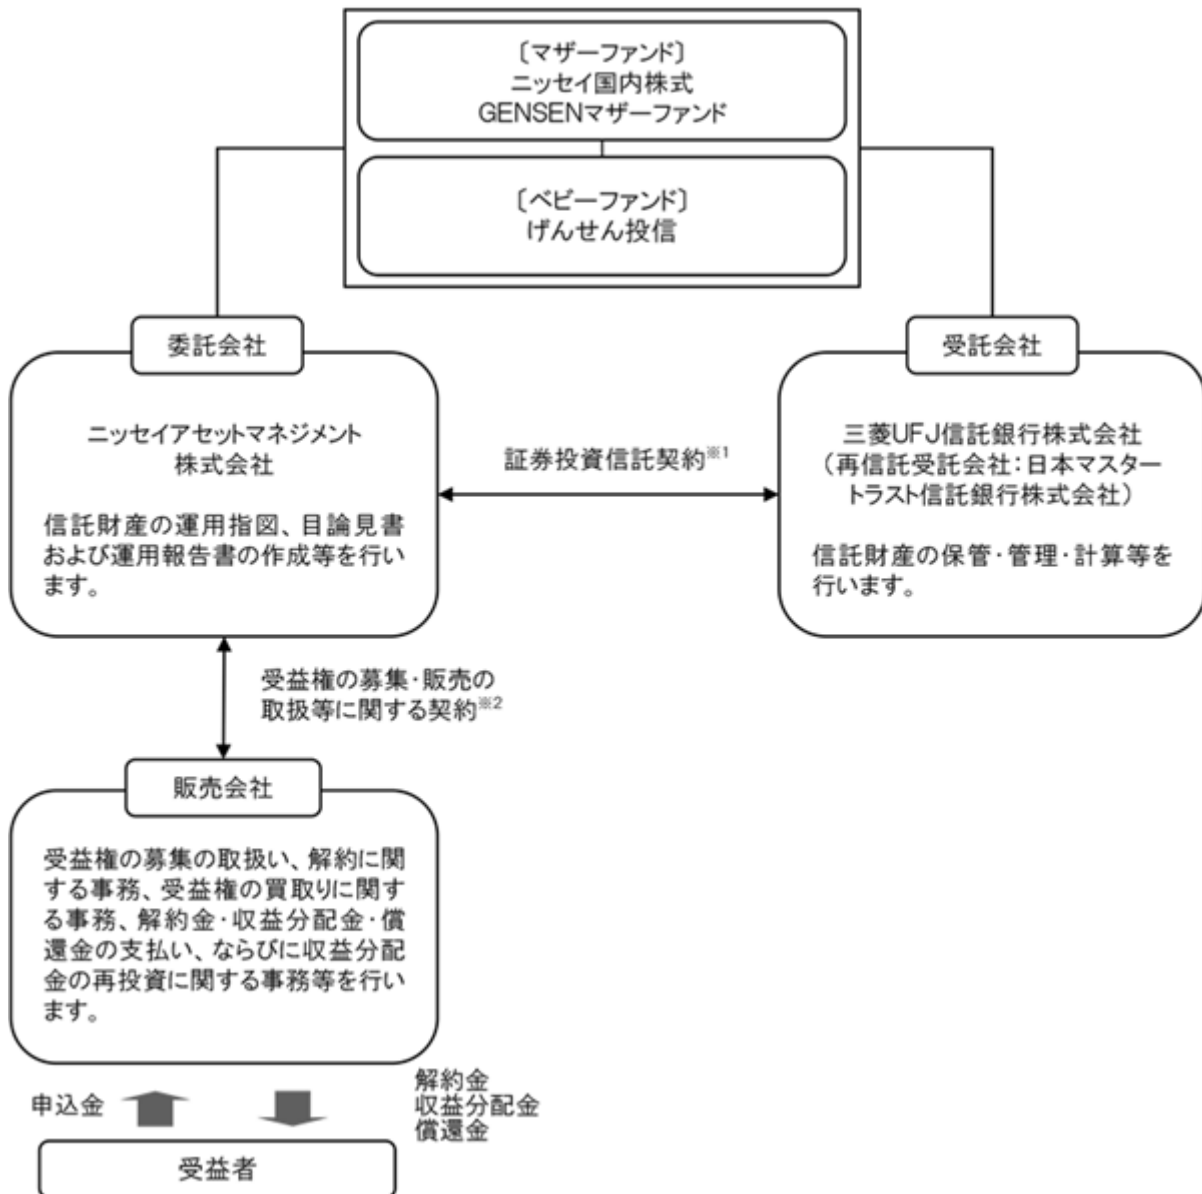 〔マザーファンド〕
ニッセイ国内株式
GENSENマザーファンド
〔ベビーファンド〕
げんせん投信
委託会社
ニッセイアセットマネジメント
株式会社
信託財産の運用指図、目論見書
および運用報告書の作成等を行い
ます。
証券投資信託契約※1
受託会社
三菱UFJ信託銀行株式会社
（再信託受託会社：日本マスター
トラスト信託銀行株式会社）
信託財産の保管・管理・計算等を
行います。
受益権の募集・販売の
取扱等に関する契約※2
販売会社
受益権の募集の取扱い、解約に関
する事務、受益権の買取りに関す
る事務、解約金・収益分配金・償
還金の支払い、ならびに収益分配
金の再投資に関する事務等を行い
ます。
申込金
解約金
収益分配金
償還金
受益者